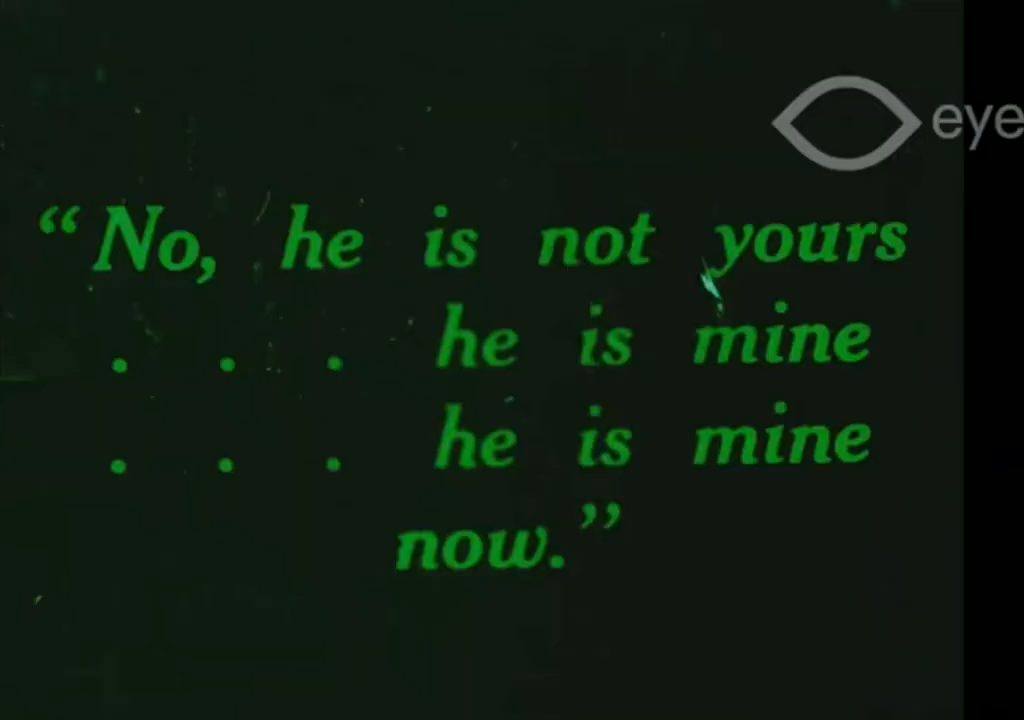 eye
“No, he is not yours
. . . he is mine
. . . he is mine
now.”